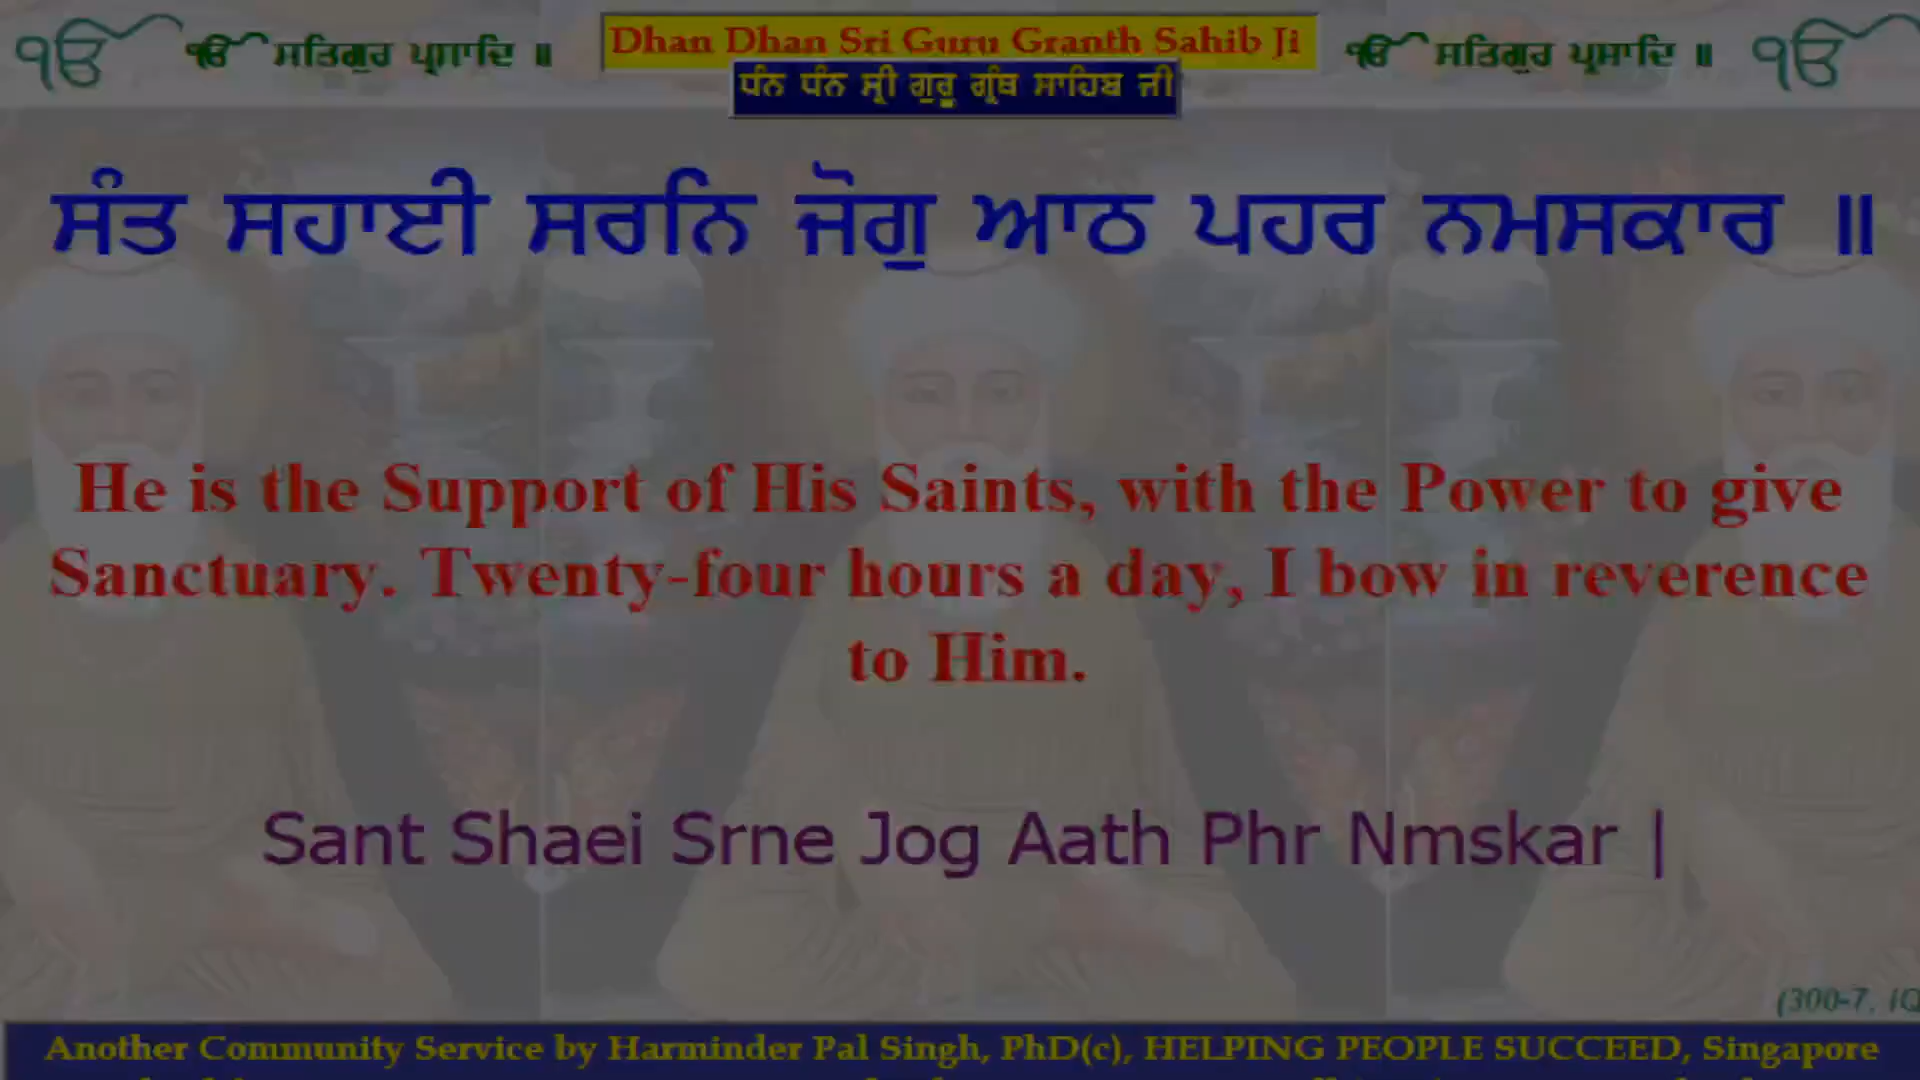 ੴ ੴ ਸਤਿਗੁਰ ਪ੍ਰਸਾਦਿ ॥ Dhan Dhan Sri Guru Granth Sahib Ji ੴ ਸਤਿਗੁਰ ਪ੍ਰਸਾਦਿ ॥ ੴ
ਧੰਨ ਧੰਨ ਸ੍ਰੀ ਗੁਰੂ ਗ੍ਰੰਥ ਸਾਹਿਬ ਜੀ
ਸੰਤ ਸਹਾਈ ਸਰਨਿ ਜੋਗੁ ਆਠ ਪਹਰ ਨਮਸਕਾਰ ॥
He is the Support of His Saints, with the Power to give
Sanctuary. Twenty-four hours a day, I bow in reverence
to Him.
Sant Shaei Srne Jog Aath Phr Nmskar |
(300-7,
Another Community Service by Harminder Pal Singh, PhD(c), HELPING PEOPLE SUCCEED, Singapore